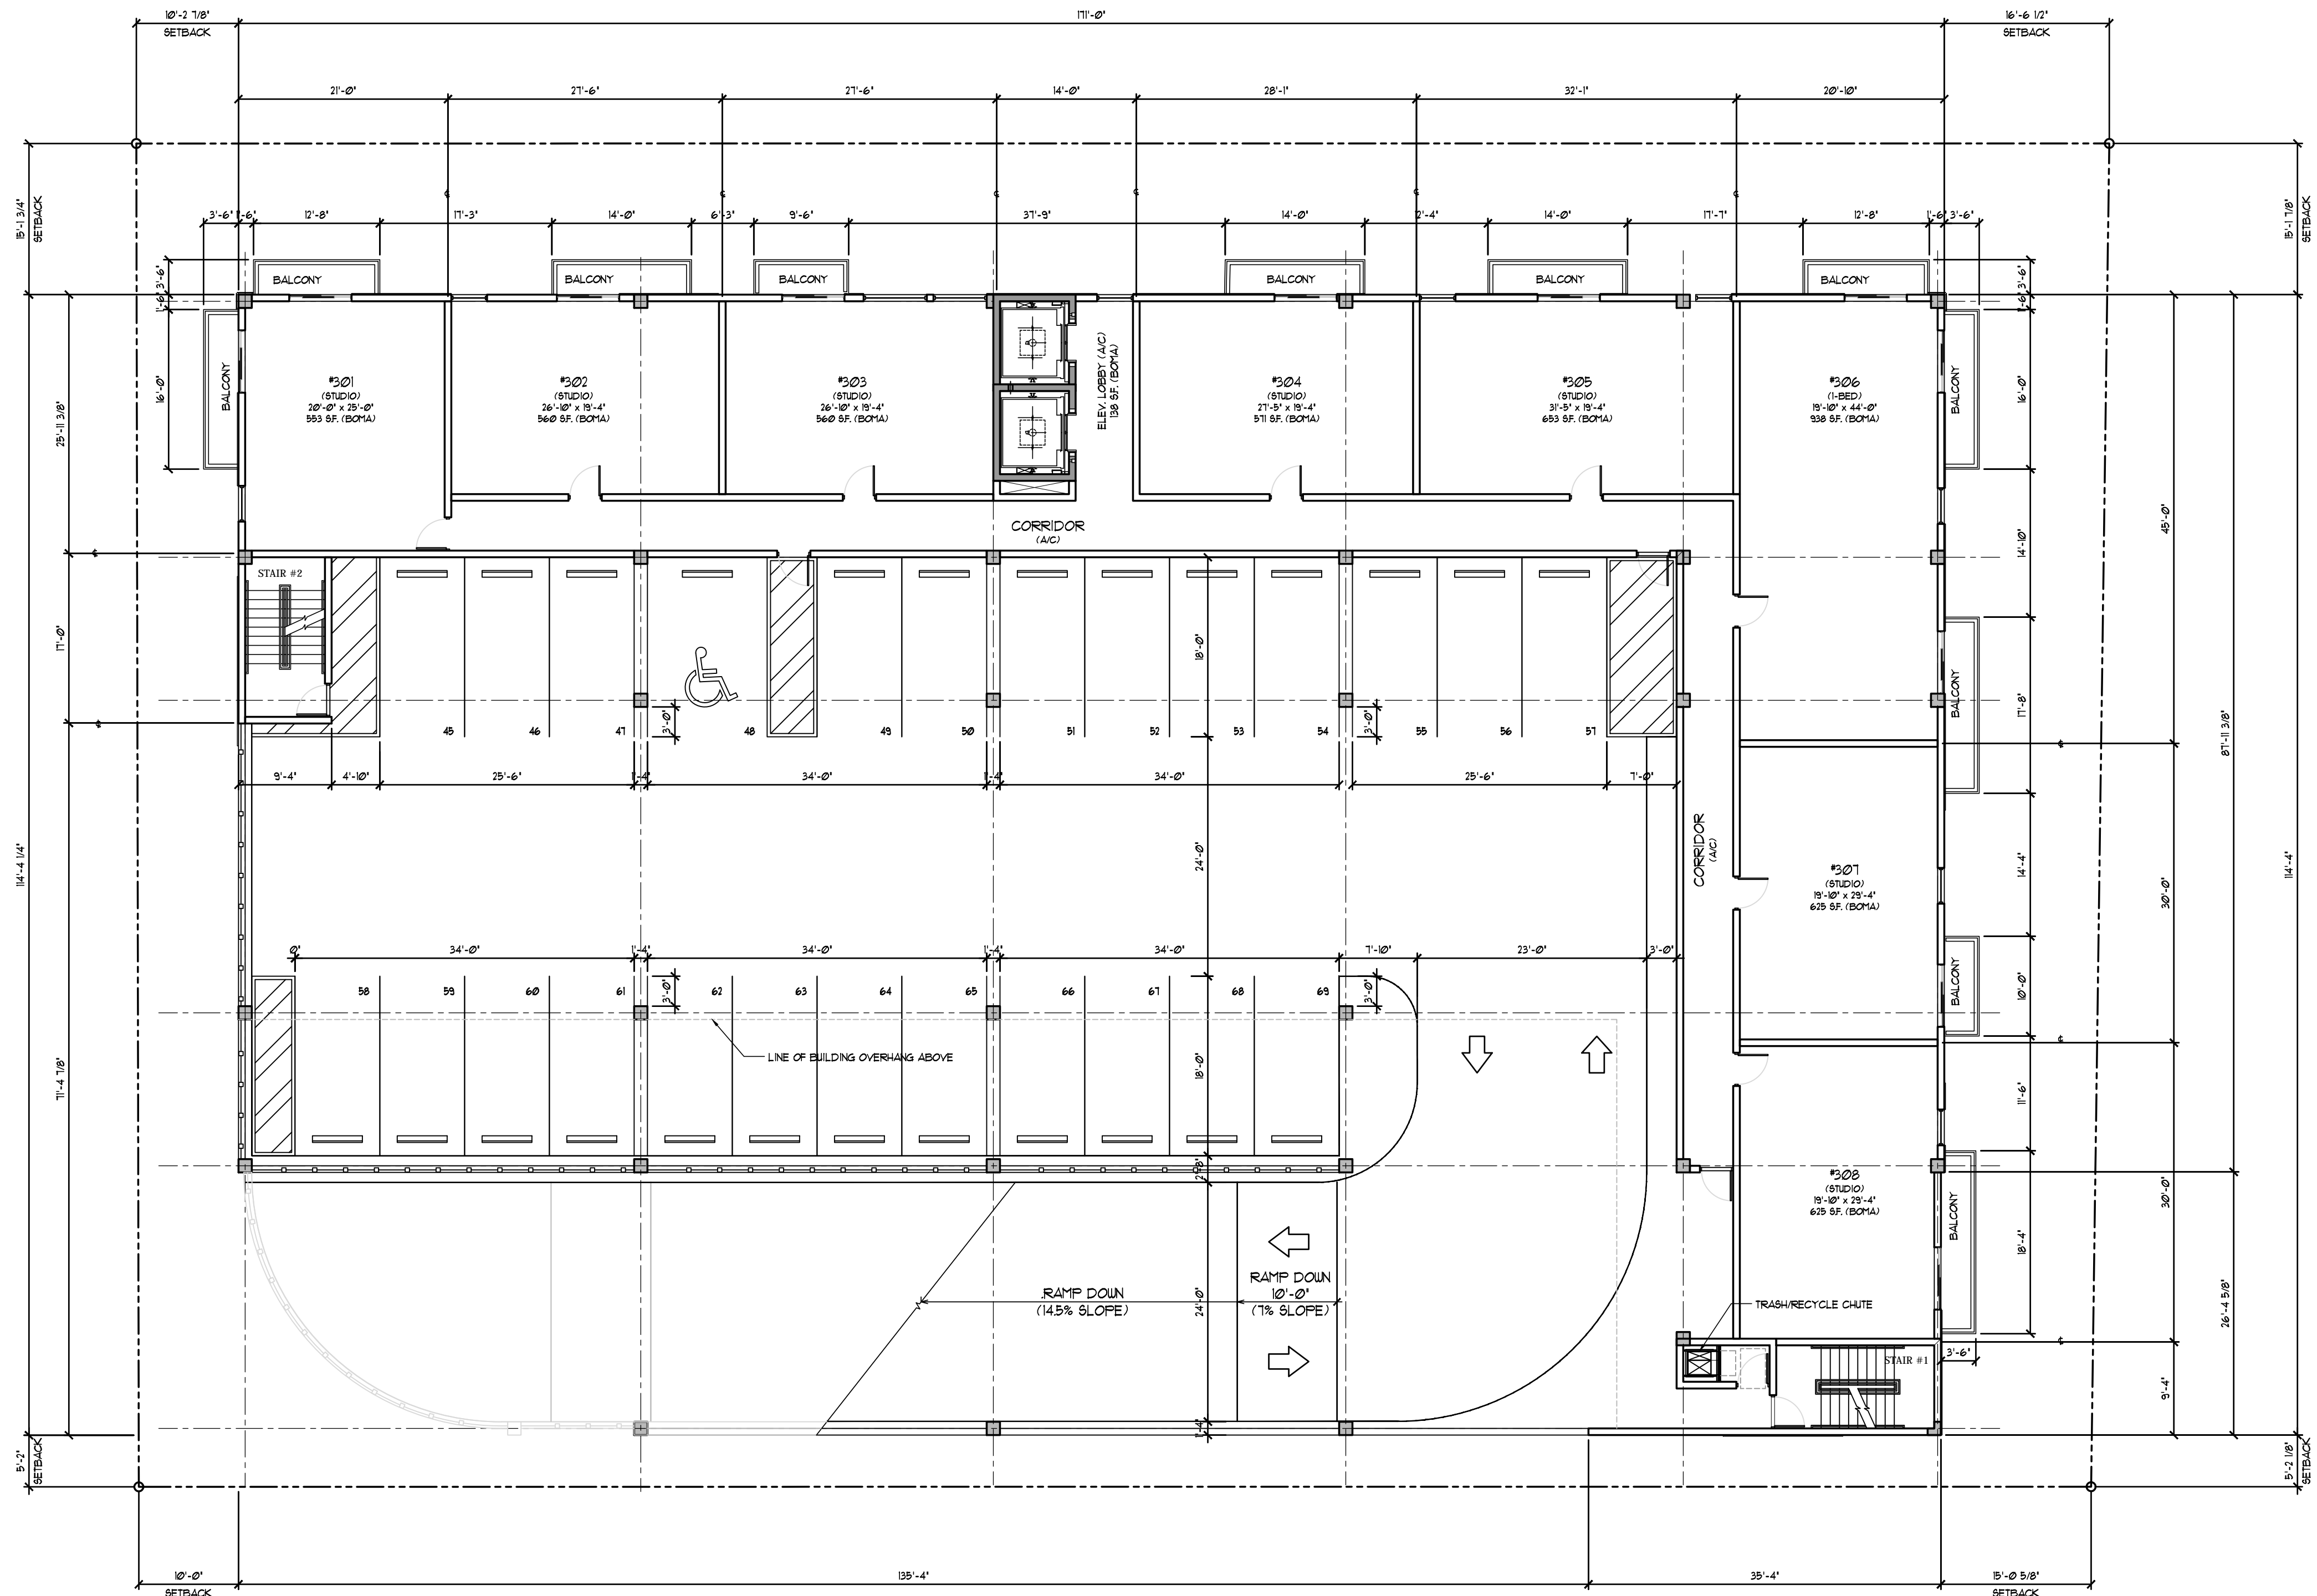 10'-2 7/8"
171'-0"
16'-6 1/2"
SETBACK
SETBACK
21'-0"
27'-6"
27'-6"
14'-0"
28'-1"
32'-1"
20'-10"
15'-1 3/4"
SETBACK
15'-1 7/8"
SETBACK
3'-6"
1'-6"
12'-8"
17'-3"
14'-0"
6'-3"
9'-6"
37'-9"
14'-0"
2'-4"
14'-0"
17'-7"
12'-8"
1'-6"
3'-6"
3'-6"
1'-6"
BALCONY
BALCONY
BALCONY
BALCONY
BALCONY
BALCONY
3'-6"
1'-6"
25'-11 3/8"
16'-0"
BALCONY
#301
(STUDIO)
20'-0" x 25'-0"
553 S.F. (BOMA)
#302
(STUDIO)
26'-10" x 19'-4"
560 S.F. (BOMA)
#303
(STUDIO)
26'-10" x 19'-4"
560 S.F. (BOMA)
ELEV. LOBBY (A/C)
138 S.F. (BOMA)
#304
(STUDIO)
27'-5" x 19'-4"
571 S.F. (BOMA)
#305
(STUDIO)
31'-5" x 19'-4"
653 S.F. (BOMA)
#306
(1-BED)
19'-10" x 44'-0"
938 S.F. (BOMA)
BALCONY
16'-0"
45'-0"
14'-10"
CORRIDOR
(A/C)
STAIR #2
17'-0"
18'-0"
BALCONY
17'-8"
87'-11 3/8"
45
46
47
3'-0"
48
49
50
51
52
53
54
3'-0"
55
56
57
9'-4"
4'-10"
25'-6"
1'-4"
34'-0"
1'-4"
34'-0"
25'-6"
7'-0"
114'-4 1/4"
24'-0"
CORRIDOR
(A/C)
#307
(STUDIO)
19'-10" x 29'-4"
625 S.F. (BOMA)
14'-4"
30'-0"
114'-4"
0"
34'-0"
1'-4"
34'-0"
1'-4"
34'-0"
7'-10"
23'-0"
3'-0"
58
59
60
61
3'-0"
62
63
64
65
66
67
68
69
3'-0"
BALCONY
10'-0"
LINE OF BUILDING OVERHANG ABOVE
71'-4 7/8"
18'-0"
11'-6"
2'-8"
#308
(STUDIO)
19'-10" x 29'-4"
625 S.F. (BOMA)
BALCONY
30'-0"
18'-4"
RAMP DOWN
(14.5% SLOPE)
24'-0"
RAMP DOWN
10'-0"
(7% SLOPE)
TRASH/RECYCLE CHUTE
26'-4 5/8"
STAIR #1
3'-6"
9'-4"
1'-4"
5'-2"
SETBACK
5'-2 1/8"
SETBACK
10'-0"
135'-4"
35'-4"
15'-0 5/8"
SETBACK
SETBACK